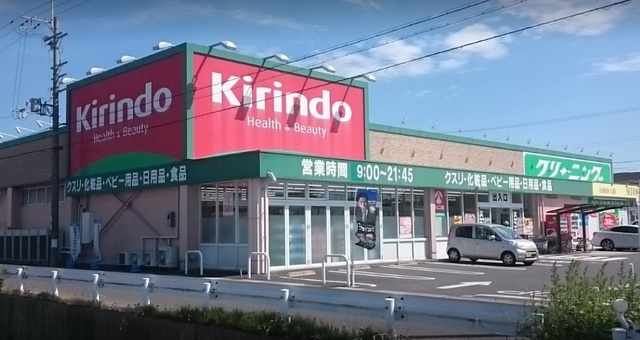 Kirindo
Health & Beauty
Kirindo
Health & Beauty
クスリ・化粧品・ベビー用品・日用品・食品
営業時間 9:00~21:45
クスリ・化粧品・ベビー用品・日用品・食品
クリーニング
出入口